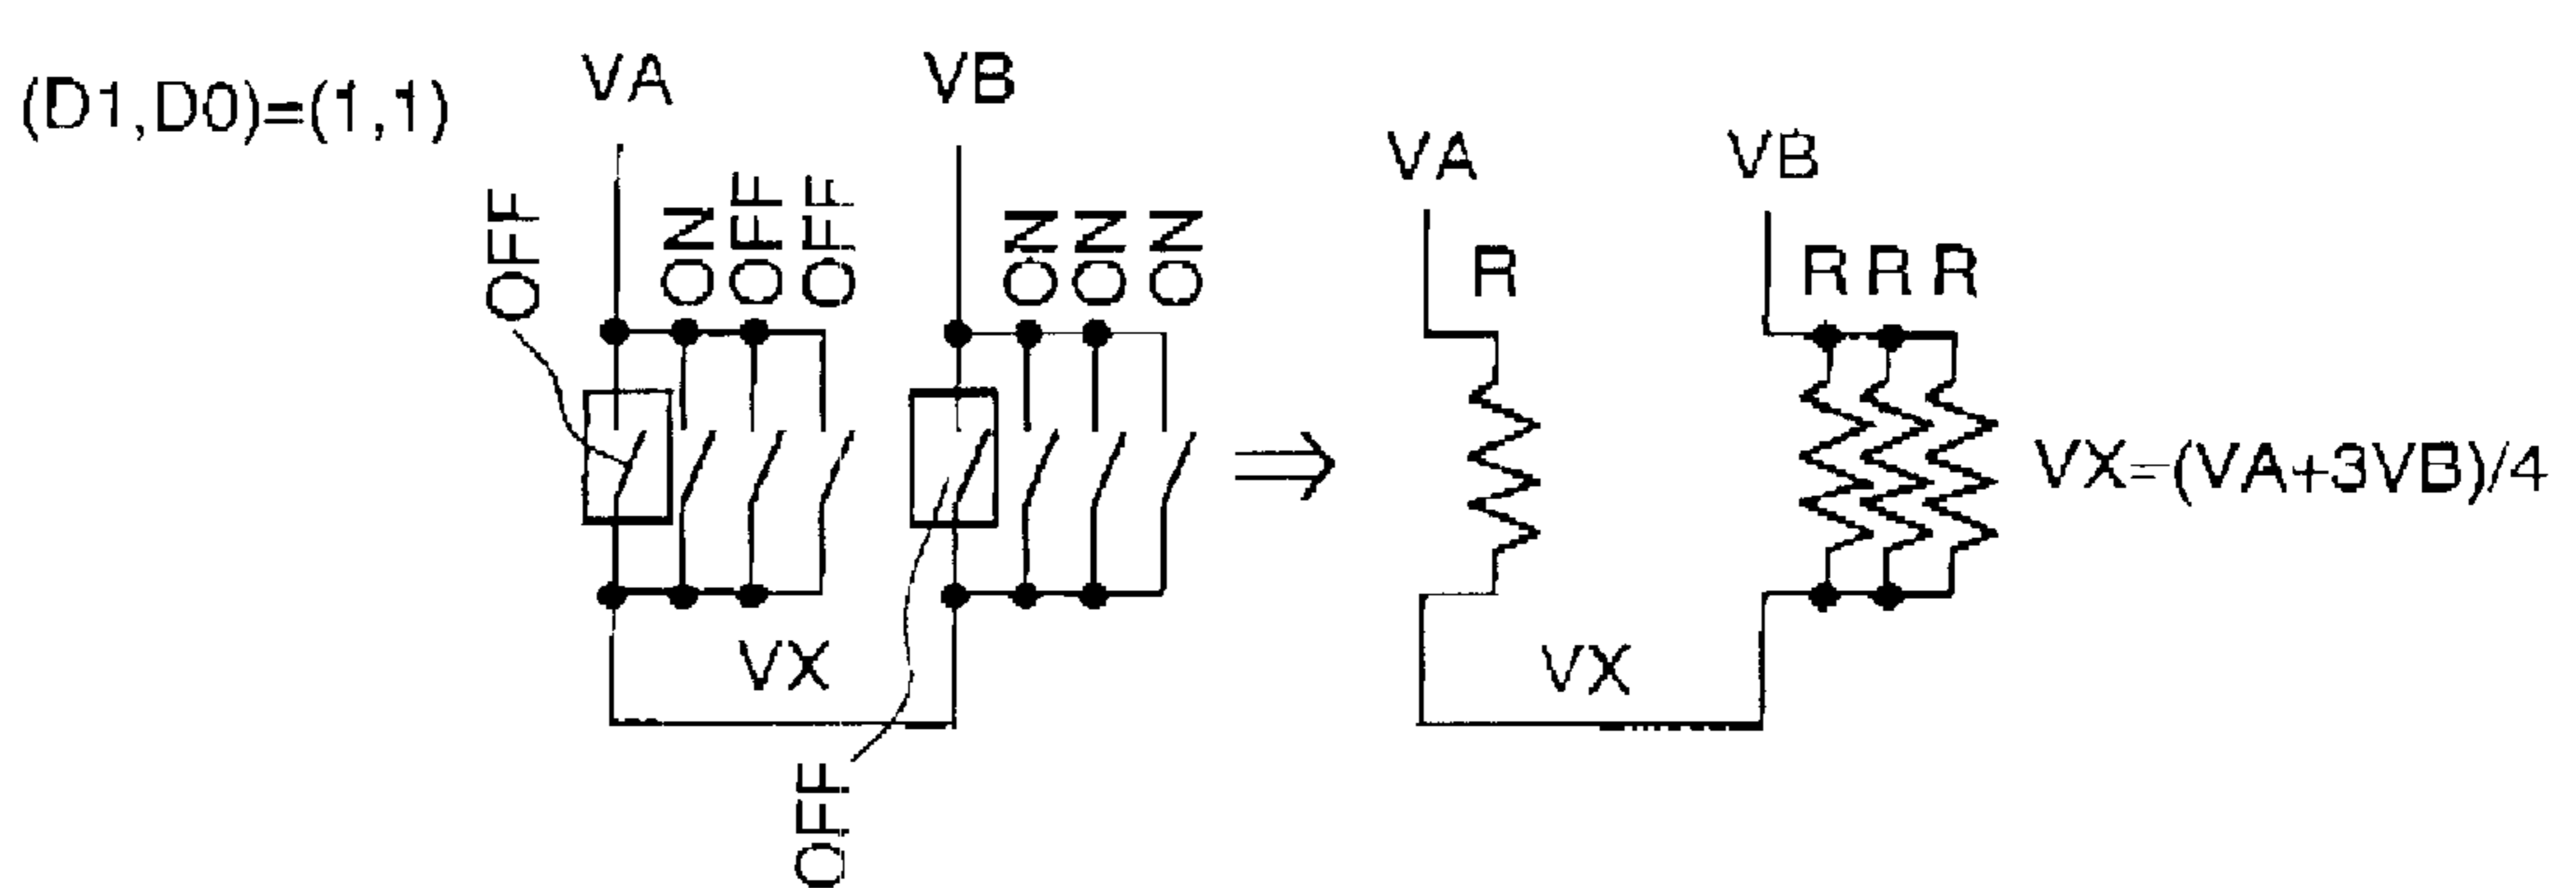 (D1,D0)=(1,1)
VA
VB
OFF
ON
OFF
OFF
ON
ON
ON
VX
OFF
VA
VB
R
R
R
R
VX
VX=(VA+3VB)/4